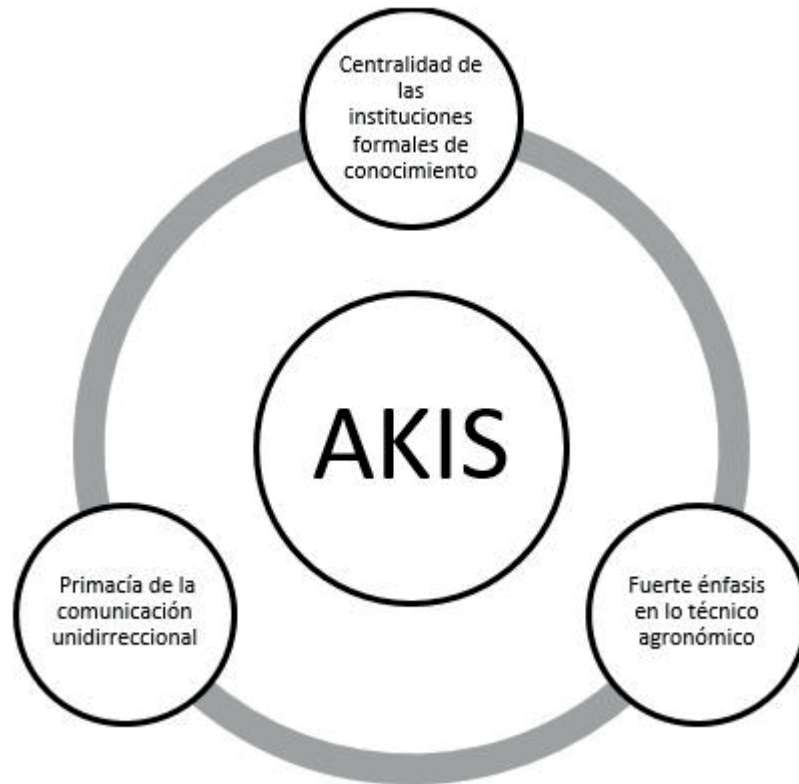 Centralidad de
las
instituciones
formales de
conocimiento
AKIS
Primacía de la
comunicación
unidirreccional
Fuerte énfasis
en lo técnico
agronómico